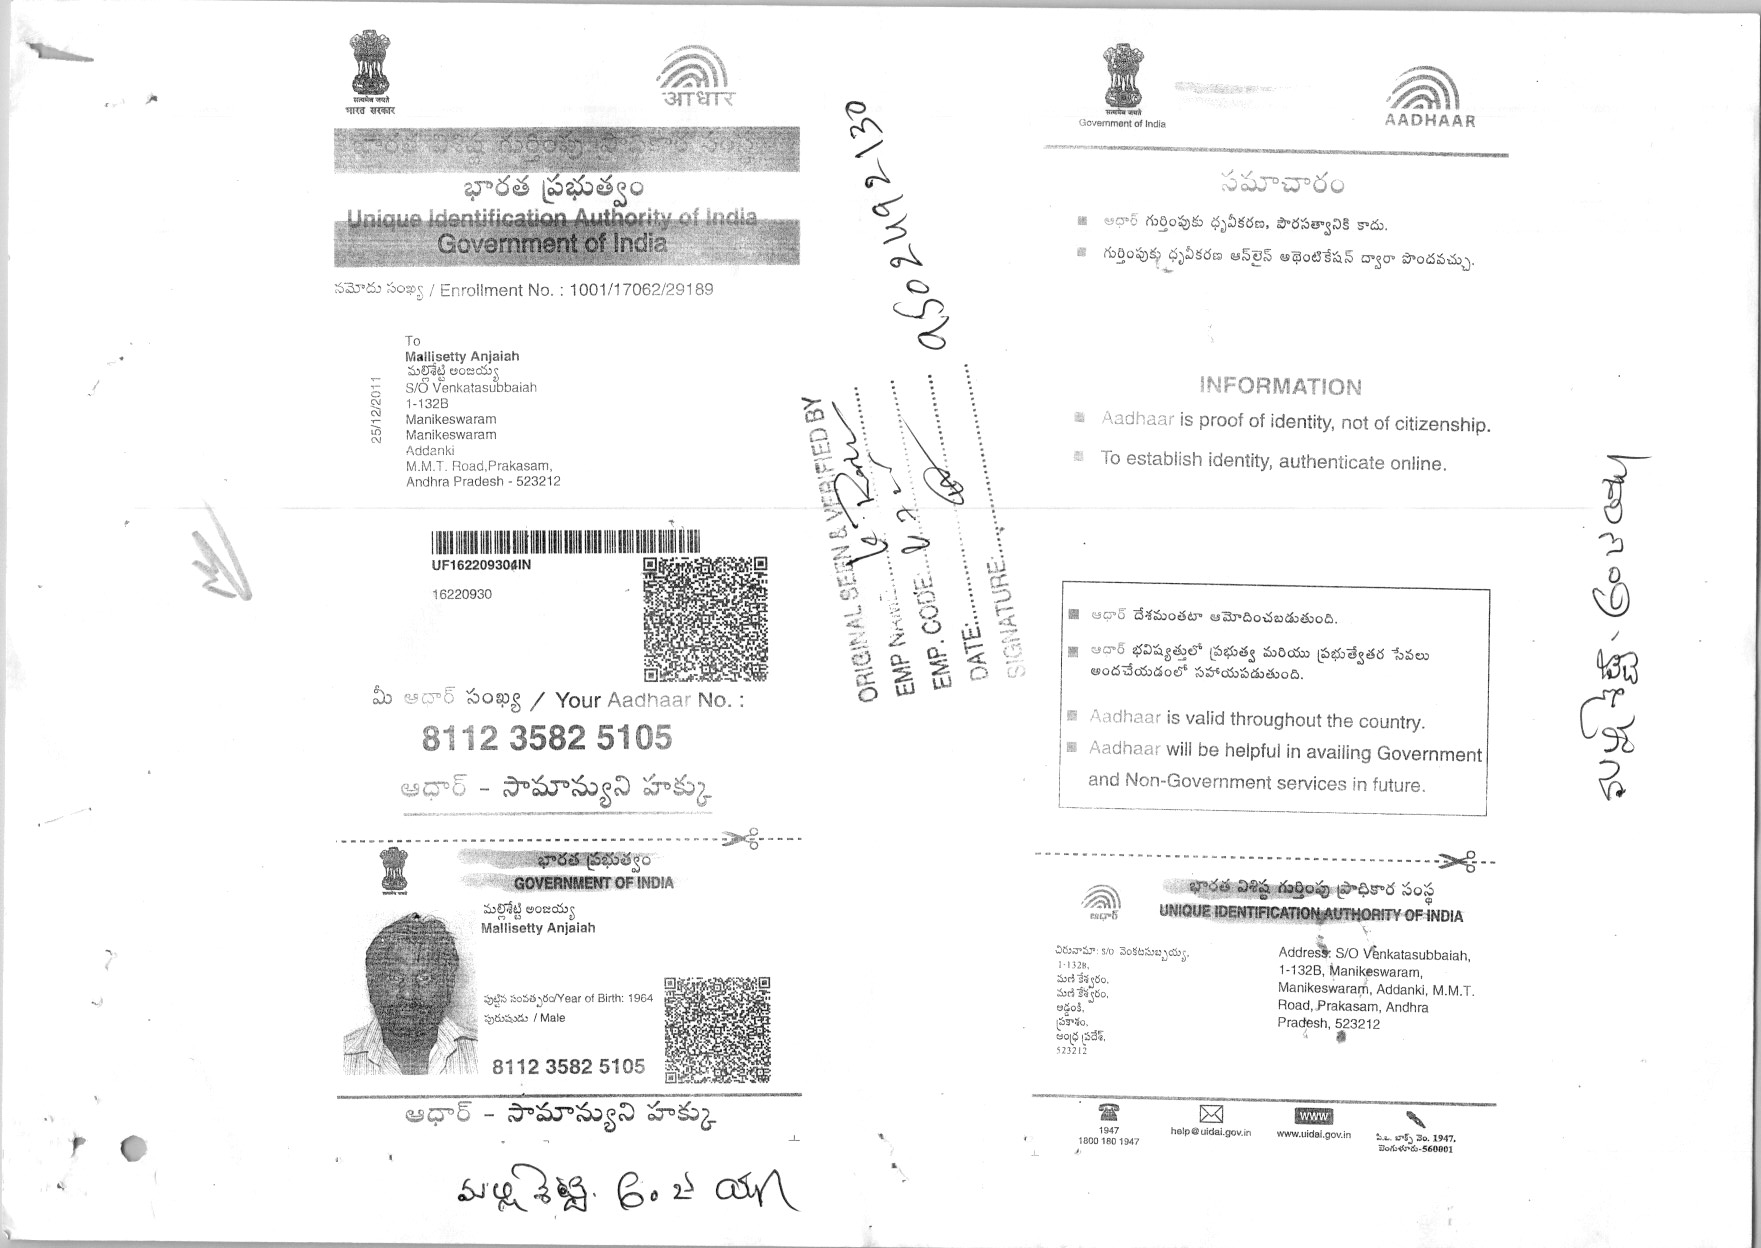 सत्यमेव जयते
भारत सरकार
आधार
భారత విశిష్ట గుర్తింపు ప్రాధికార సంస్థ
భారత ప్రభుత్వం
Unique Identification Authority of India
Government of India
నమోదు సంఖ్య / Enrollment No. : 1001/17062/29189
25/12/2011
To
Mallisetty Anjaiah
మల్లిశెట్టి అంజయ్య
S/O Venkatasubbaiah
1-132B
Manikeswaram
Manikeswaram
Addanki
M.M.T. Road,Prakasam,
Andhra Pradesh - 523212
UF162209304IN
16220930
మీ ఆధార్ సంఖ్య / Your Aadhaar No. :
8112 3582 5105
ఆధార్ - సామాన్యుని హక్కు
భారత ప్రభుత్వం
GOVERNMENT OF INDIA
మల్లిశెట్టి అంజయ్య
Mallisetty Anjaiah
పుట్టిన సంవత్సరం/Year of Birth: 1964
పురుషుడు / Male
8112 3582 5105
ఆధార్ - సామాన్యుని హక్కు
మల్లిశెట్టి. అంజయ్య
ORIGINAL SEEN & VERIFIED BY
EMP NAME
EMP. CODE:
DATE:
SIGNATURE:
Government of India
AADHAAR
సమాచారం
ఆధార్ గుర్తింపుకు ధృవీకరణ, పౌరసత్వానికి కాదు.
గుర్తింపుకు ధృవీకరణ ఆన్‌లైన్ అథెంటికేషన్ ద్వారా పొందవచ్చు.
INFORMATION
Aadhaar is proof of identity, not of citizenship.
To establish identity, authenticate online.
ఆధార్ దేశమంతటా ఆమోదించబడుతుంది.
ఆధార్ భవిష్యత్తులో ప్రభుత్వ మరియు ప్రభుత్వేతర సేవలు
అందచేయడంలో సహాయపడుతుంది.
Aadhaar is valid throughout the country.
Aadhaar will be helpful in availing Government
and Non-Government services in future.
ఆధార్
భారత విశిష్ట గుర్తింపు ప్రాధికార సంస్థ
UNIQUE IDENTIFICATION AUTHORITY OF INDIA
చిరునామా: S/O వెంకటసుబ్బయ్య,
1-132B,
మణికేశ్వరం,
మణికేశ్వరం,
అద్దంకి,
ప్రకాశం,
ఆంధ్ర ప్రదేశ్,
523212
Address: S/O Venkatasubbaiah,
1-132B, Manikeswaram,
Manikeswaram, Addanki, M.M.T.
Road, Prakasam, Andhra
Pradesh, 523212
1947
1800 180 1947
help@uidai.gov.in
WWW
www.uidai.gov.in
పి.ఒ. బాక్స్ నెం. 1947,
బెంగుళూరు-560001
మల్లిశెట్టి. అంజయ్య